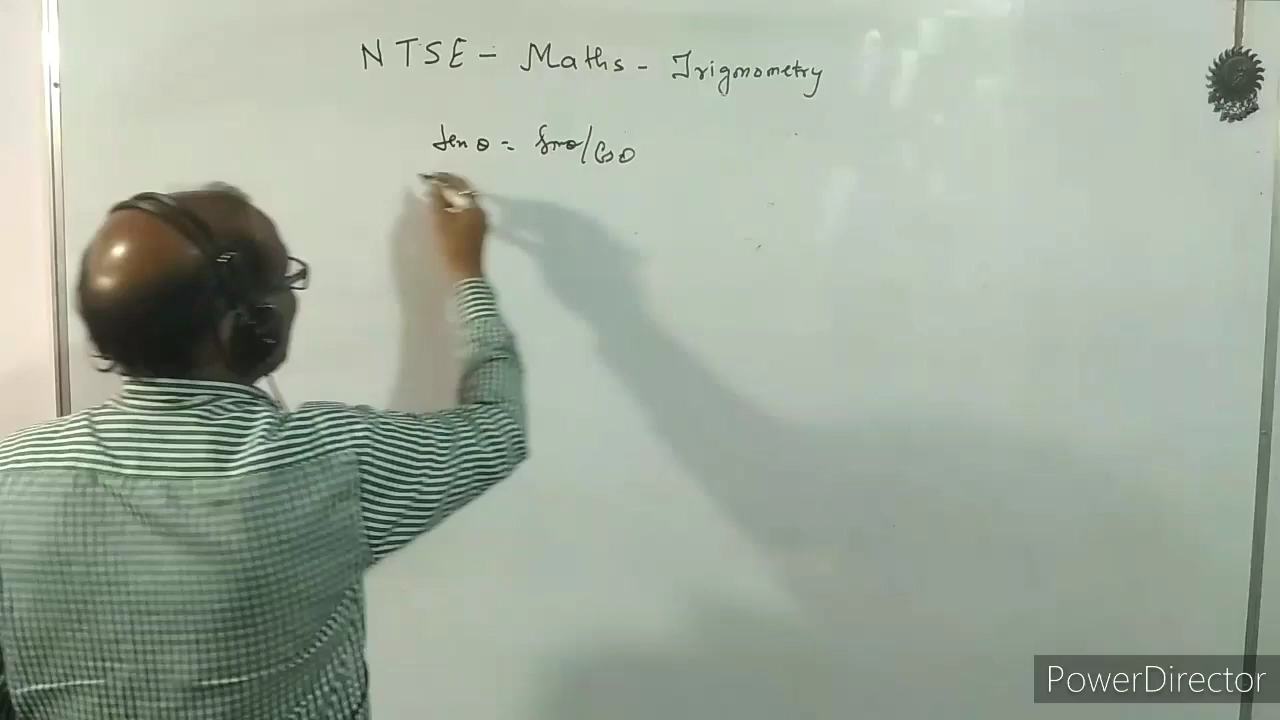 NTSE - Maths - Trignometry
tan θ = sinθ/cosθ
PowerDirector